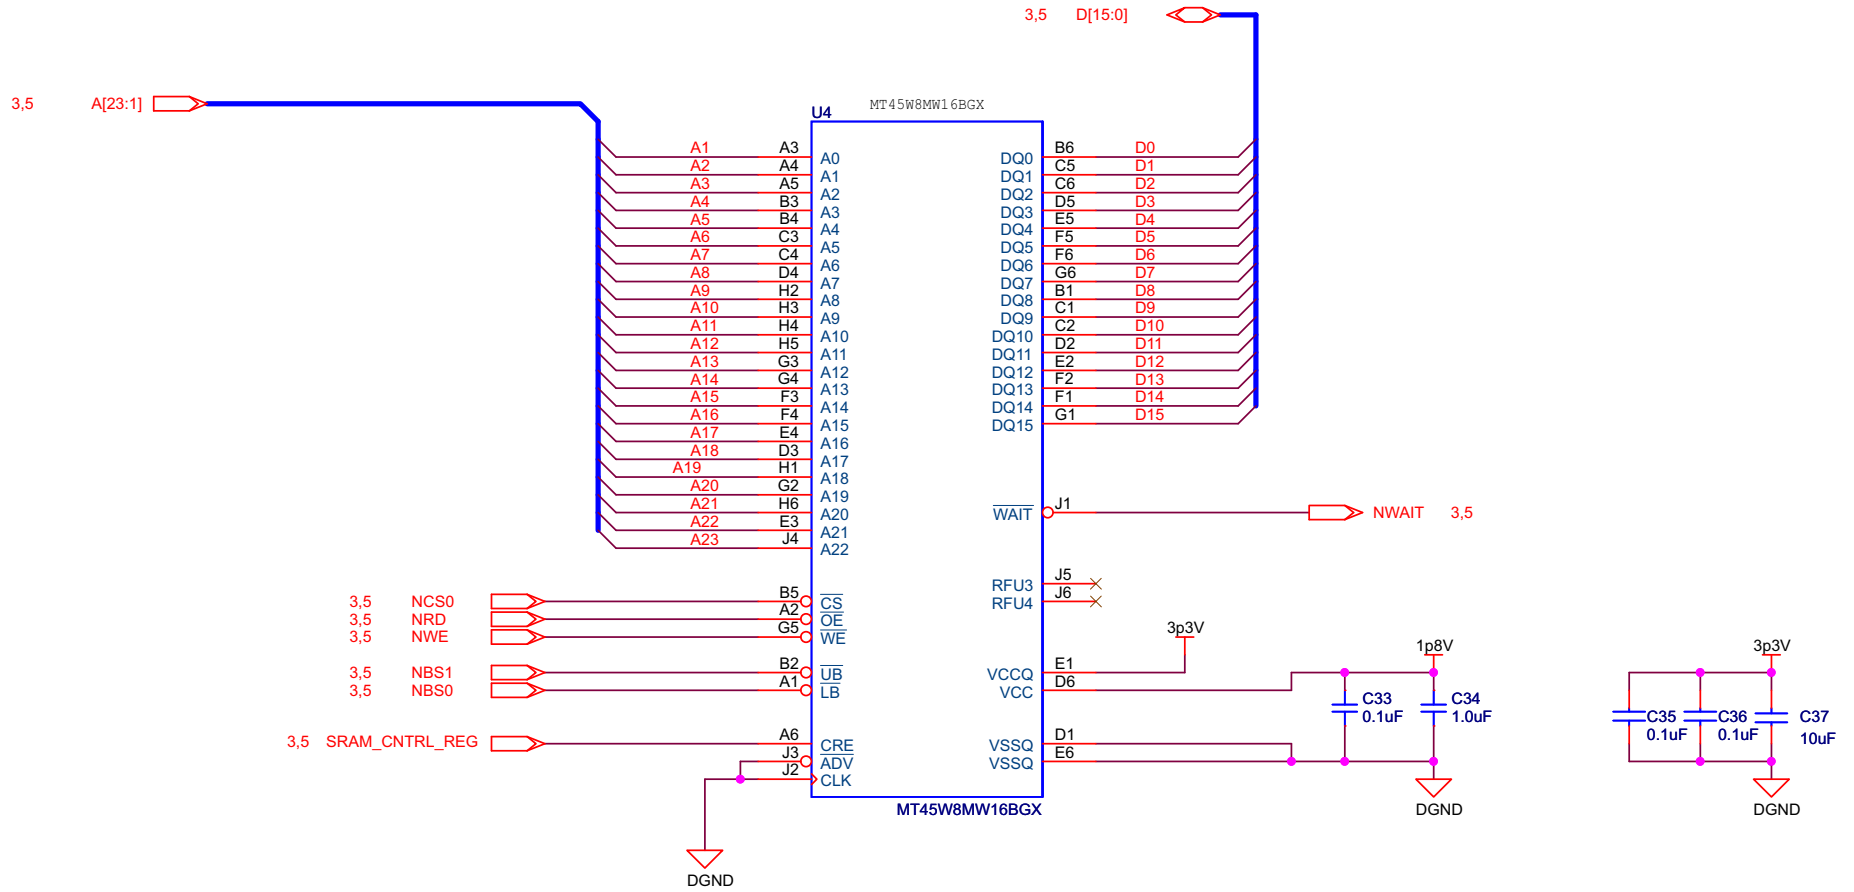 3,5 D[15:0]
3,5 A[23:1]
U4 MT45W8MW16BGX
A1 A3 A0 DQ0 B6 D0
A2 A4 A1 DQ1 C5 D1
A3 A5 A2 DQ2 C6 D2
A4 B3 A3 DQ3 D5 D3
A5 B4 A4 DQ4 E5 D4
A6 C3 A5 DQ5 F5 D5
A7 C4 A6 DQ6 F6 D6
A8 D4 A7 DQ7 G6 D7
A9 H2 A8 DQ8 B1 D8
A10 H3 A9 DQ9 C1 D9
A11 H4 A10 DQ10 C2 D10
A12 H5 A11 DQ11 D2 D11
A13 G3 A12 DQ12 E2 D12
A14 G4 A13 DQ13 F2 D13
A15 F3 A14 DQ14 F1 D14
A16 F4 A15 DQ15 G1 D15
A17 E4 A16
A18 D3 A17
A19 H1 A18
A20 G2 A19
A21 H6 A20 WAIT J1 NWAIT 3,5
A22 E3 A21
A23 J4 A22
RFU3 J5
3,5 NCS0 B5 CS RFU4 J6
3,5 NRD A2 OE
3,5 NWE G5 WE 3p3V
1p8V 3p3V
3,5 NBS1 B2 UB VCCQ E1
3,5 NBS0 A1 LB VCC D6
C33 C34
0.1uF 1.0uF
C35 C36 C37
0.1uF 0.1uF 10uF
3,5 SRAM_CNTRL_REG A6 CRE VSSQ D1
J3 ADV VSSQ E6
J2 CLK
MT45W8MW16BGX DGND DGND
DGND